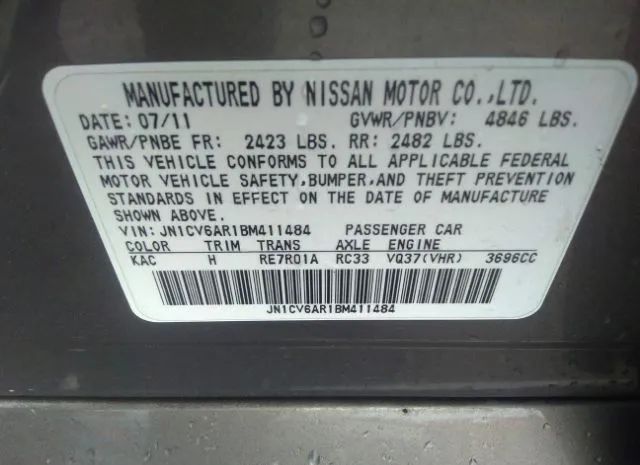 MANUFACTURED BY NISSAN MOTOR CO.,LTD.
DATE: 07/11 GVWR/PNBV: 4846 LBS.
GAWR/PNBE FR: 2423 LBS. RR: 2482 LBS.
THIS VEHICLE CONFORMS TO ALL APPLICABLE FEDERAL
MOTOR VEHICLE SAFETY,BUMPER,AND THEFT PREVENTION
STANDARDS IN EFFECT ON THE DATE OF MANUFACTURE
SHOWN ABOVE.
VIN: JN1CV6AR1BM411484 PASSENGER CAR
COLOR TRIM TRANS AXLE ENGINE
KAC H RE7R01A RC33 VQ37(VHR) 3696CC
JN1CV6AR1BM411484